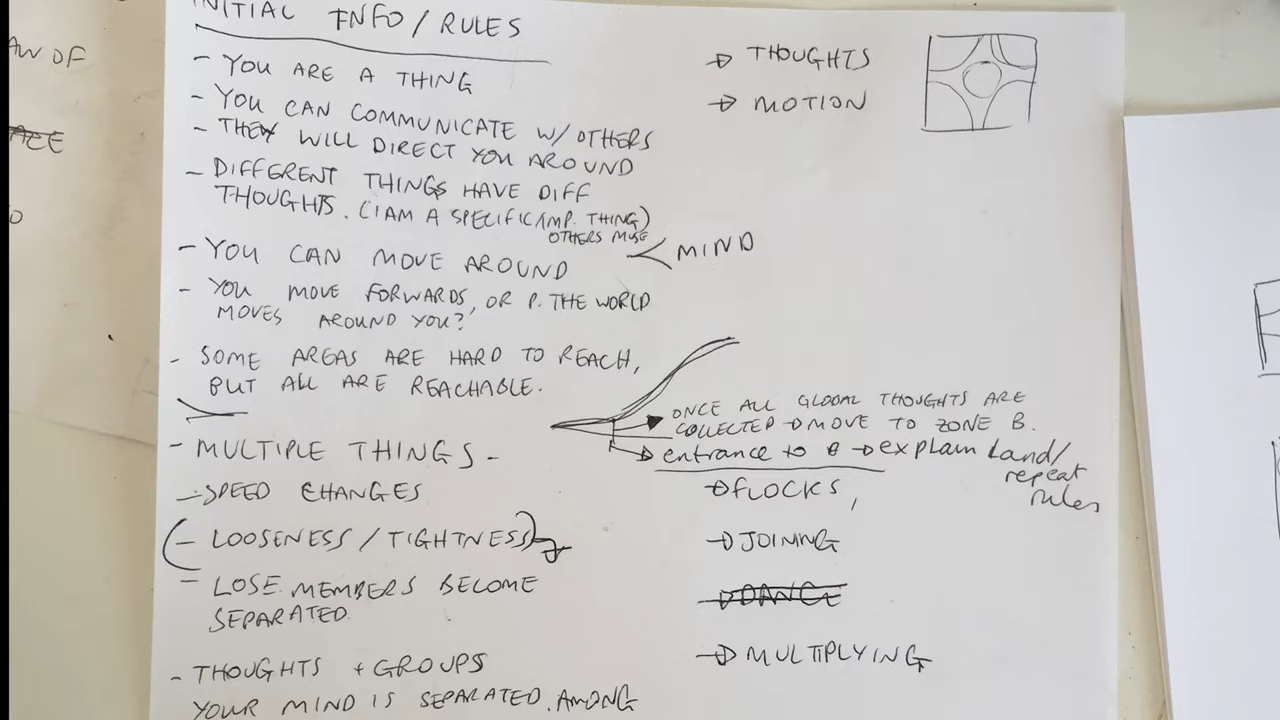 AW OF
INITIAL INFO / RULES
- YOU ARE A THING
- YOU CAN COMMUNICATE W/ OTHERS
- THEY WILL DIRECT YOU AROUND
- DIFFERENT THINGS HAVE DIFF
THOUGHTS. (I AM A SPECIFIC IMP. THING)
OTHERS MUSE
- YOU CAN MOVE AROUND
MIND
- YOU MOVE FORWARDS, OR P. THE WORLD
MOVES AROUND YOU?
- SOME AREAS ARE HARD TO REACH,
BUT ALL ARE REACHABLE.
- MULTIPLE THINGS -
- SPEED CHANGES
(- LOOSENESS / TIGHTNESS)
- LOSE MEMBERS BECOME
SEPARATED.
- THOUGHTS + GROUPS
YOUR MIND IS SEPARATED AMONG
→ THOUGHTS
→ MOTION
ONCE ALL GLOBAL THOUGHTS ARE
COLLECTED → MOVE TO ZONE B.
→ entrance to B → explain land/
repeat
rules
→ FLOCKS,
→ JOINING
→ DANCE
→ MULTIPLYING